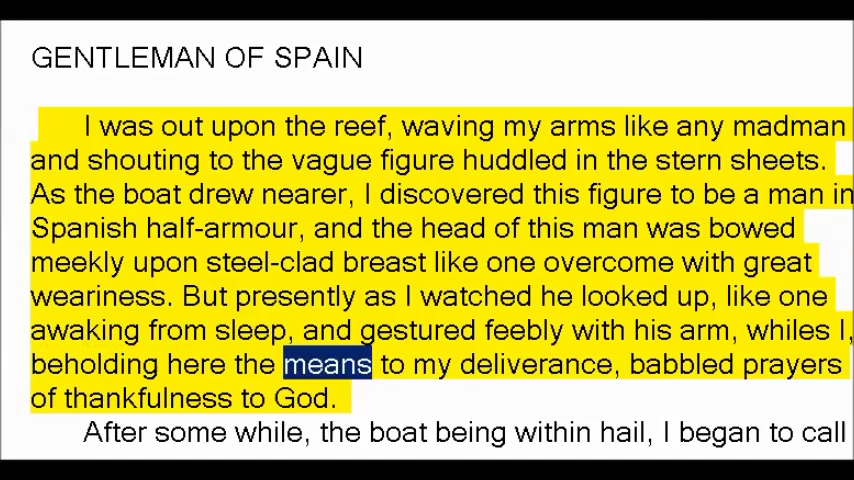 GENTLEMAN OF SPAIN
I was out upon the reef, waving my arms like any madman
and shouting to the vague figure huddled in the stern sheets.
As the boat drew nearer, I discovered this figure to be a man in
Spanish half-armour, and the head of this man was bowed
meekly upon steel-clad breast like one overcome with great
weariness. But presently as I watched he looked up, like one
awaking from sleep, and gestured feebly with his arm, whiles I,
beholding here the means to my deliverance, babbled prayers
of thankfulness to God.
After some while, the boat being within hail, I began to call